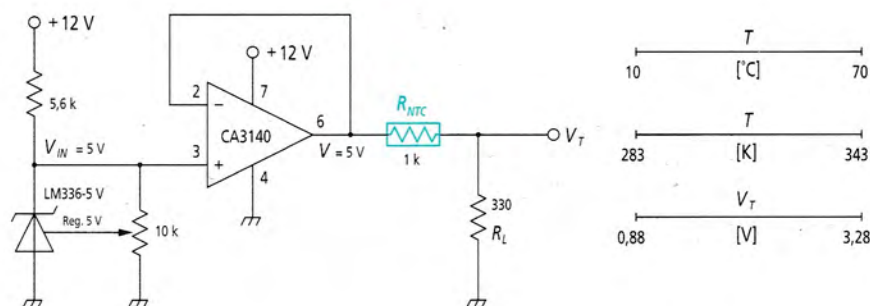 +12 V
5,6 k
V_IN = 5 V
LM336-5 V
Reg. 5 V
10 k
+12 V
2
7
−
CA3140
6
3
+
4
V = 5 V
R_NTC
1 k
V_T
330
R_L
T
10 [°C] 70
T
283 [K] 343
V_T
0,88 [V] 3,28